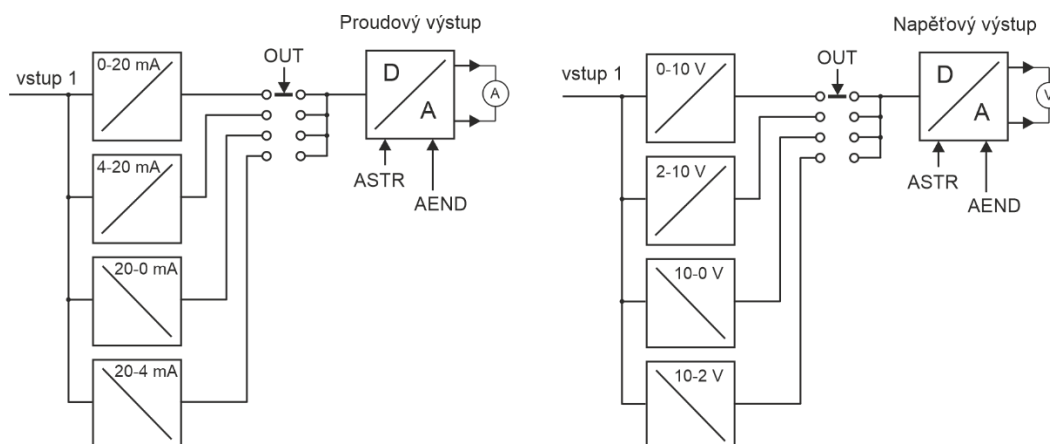 Proudový výstup
OUT
vstup 1
0-20 mA
D
A
A
4-20 mA
ASTR
AEND
20-0 mA
20-4 mA
Napěťový výstup
OUT
vstup 1
0-10 V
D
A
V
2-10 V
ASTR
AEND
10-0 V
10-2 V